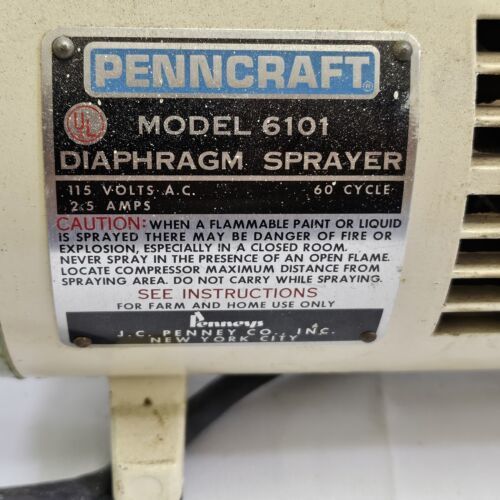 PENNCRAFT®
UL
MODEL 6101
DIAPHRAGM SPRAYER
115 VOLTS A.C. 60 CYCLE
2.5 AMPS
CAUTION: WHEN A FLAMMABLE PAINT OR LIQUID
IS SPRAYED THERE MAY BE DANGER OF FIRE OR
EXPLOSION, ESPECIALLY IN A CLOSED ROOM.
NEVER SPRAY IN THE PRESENCE OF AN OPEN FLAME.
LOCATE COMPRESSOR MAXIMUM DISTANCE FROM
SPRAYING AREA. DO NOT CARRY WHILE SPRAYING.
SEE INSTRUCTIONS
FOR FARM AND HOME USE ONLY
Penneys
J. C. PENNEY CO., INC.
NEW YORK CITY